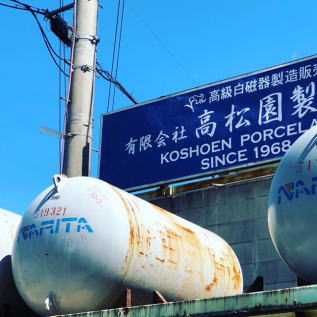 高級白磁器製造販売
有限会社 高松園製
KOSHOEN PORCELA
SINCE 1968
19321
NARITA
NARITA